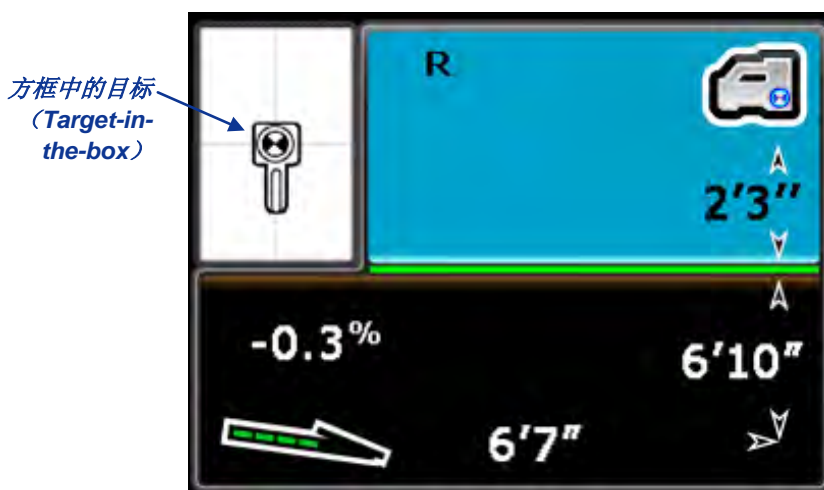 方框中的目标
（Target-in-
the-box）
R
2'3"
-0.3%
6'10"
6'7"